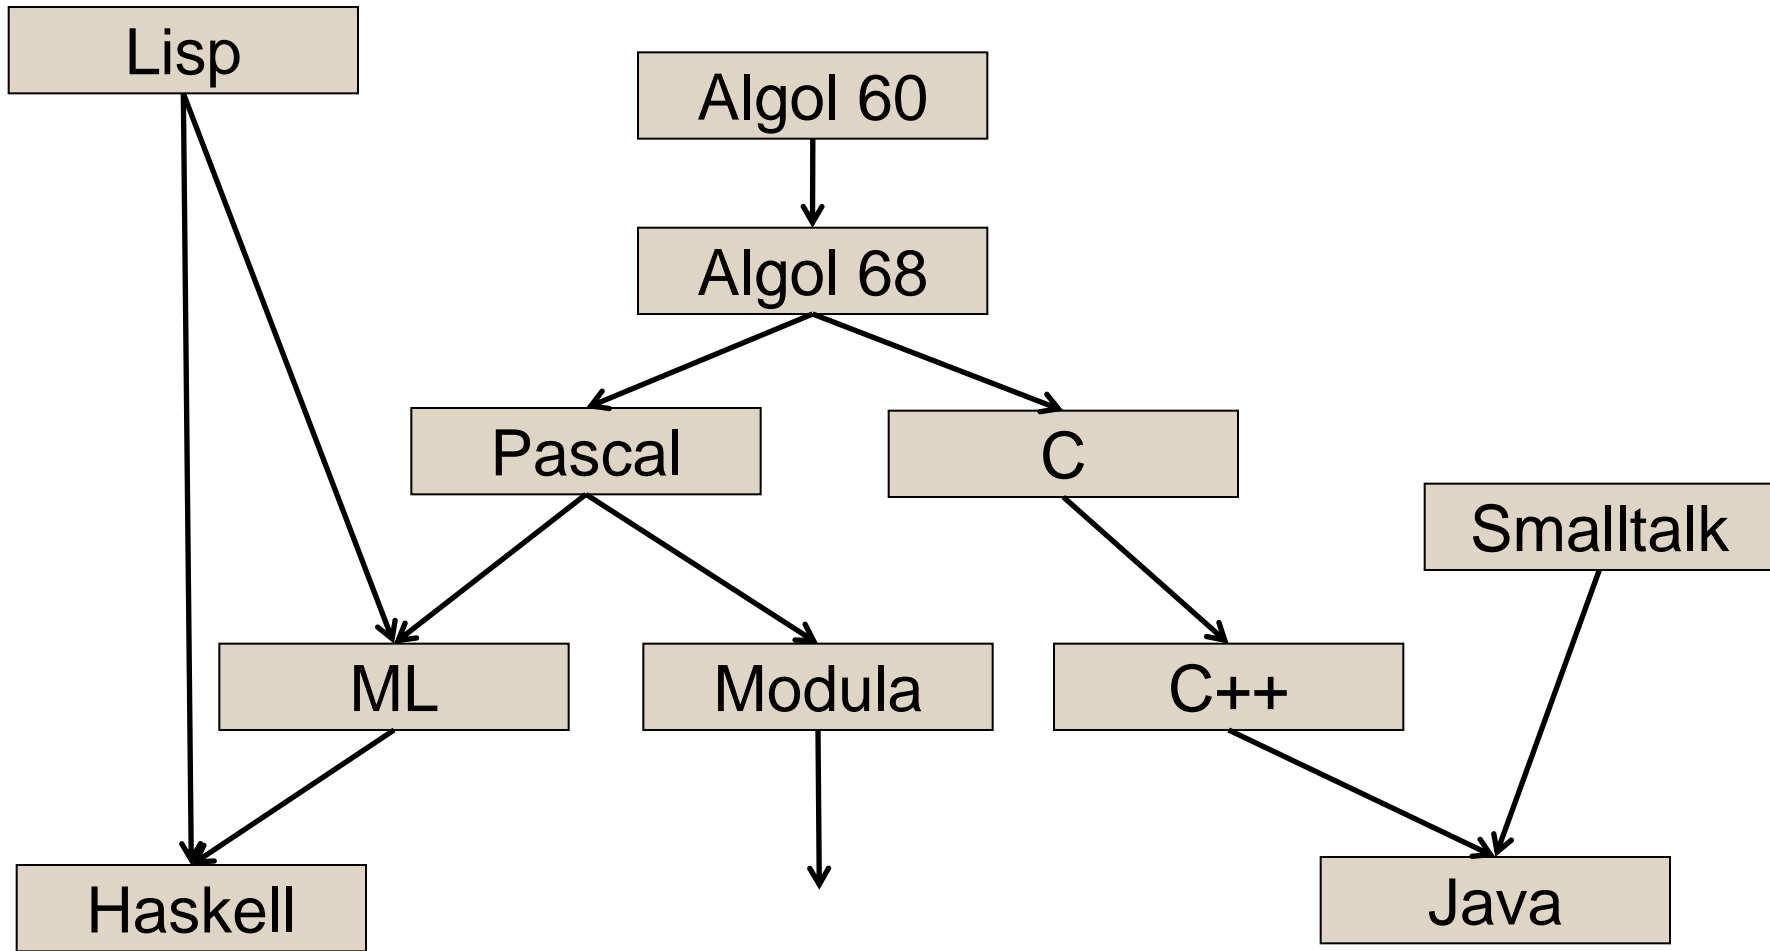 Lisp
Algol 60
Algol 68
Pascal
C
Smalltalk
ML
Modula
C++
Haskell
Java